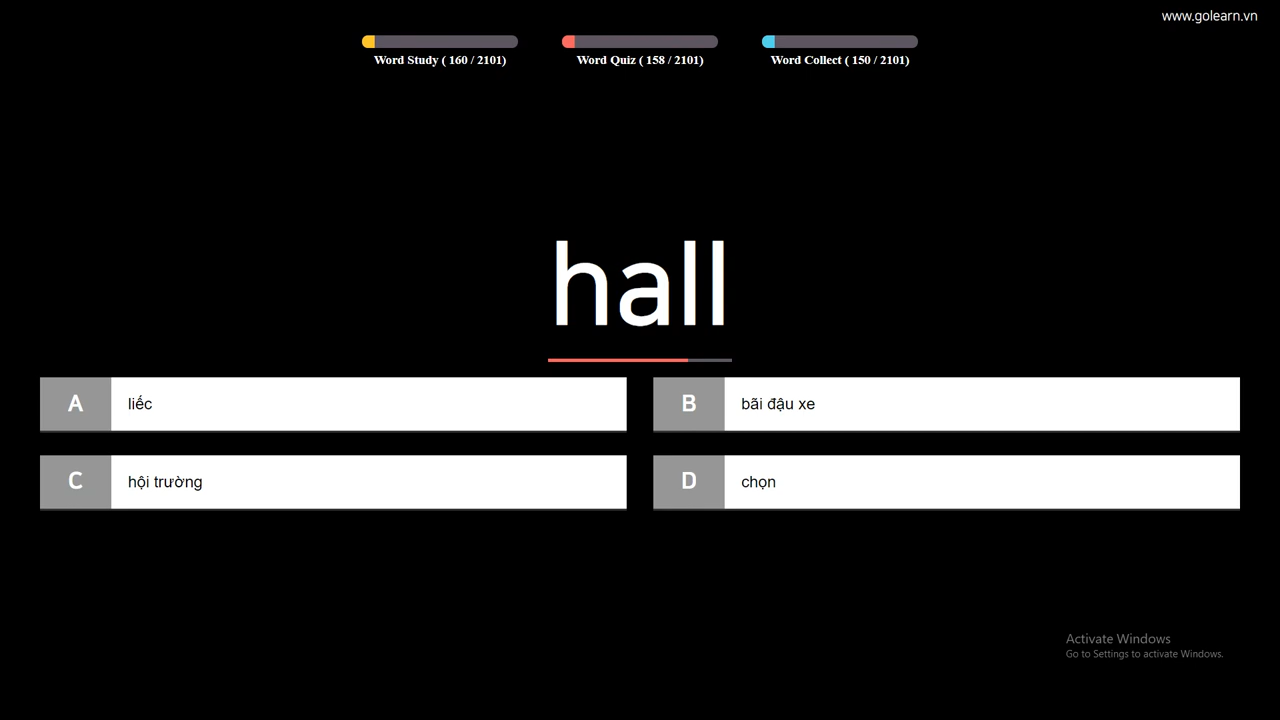 www.golearn.vn
Word Study ( 160 / 2101)
Word Quiz ( 158 / 2101)
Word Collect ( 150 / 2101)
hall
A liếc
B bãi đậu xe
C hội trường
D chọn
Activate Windows
Go to Settings to activate Windows.